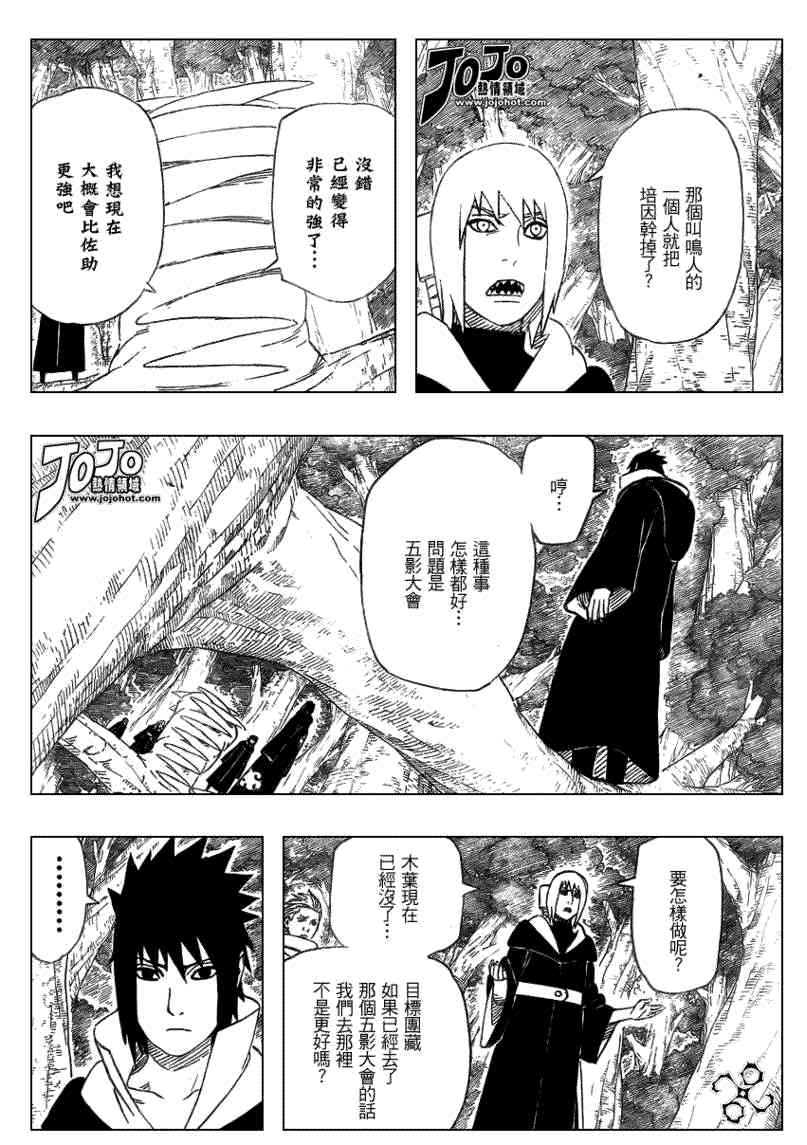 JOJO
熱情領域
www.jojohot.com
那個叫鳴人的
一個人就把
培因幹掉了？
沒錯
已經變得
非常的強了…
我想現在
大概會比佐助
更強吧
JOJO
熱情領域
www.jojohot.com
哼…
這種事
怎樣都好…
問題是
五影大會
要怎樣做呢？
木葉現在
已經沒了…
目標團藏
如果已經去了
那個五影大會的話
我們去那裡
不是更好嗎？
………